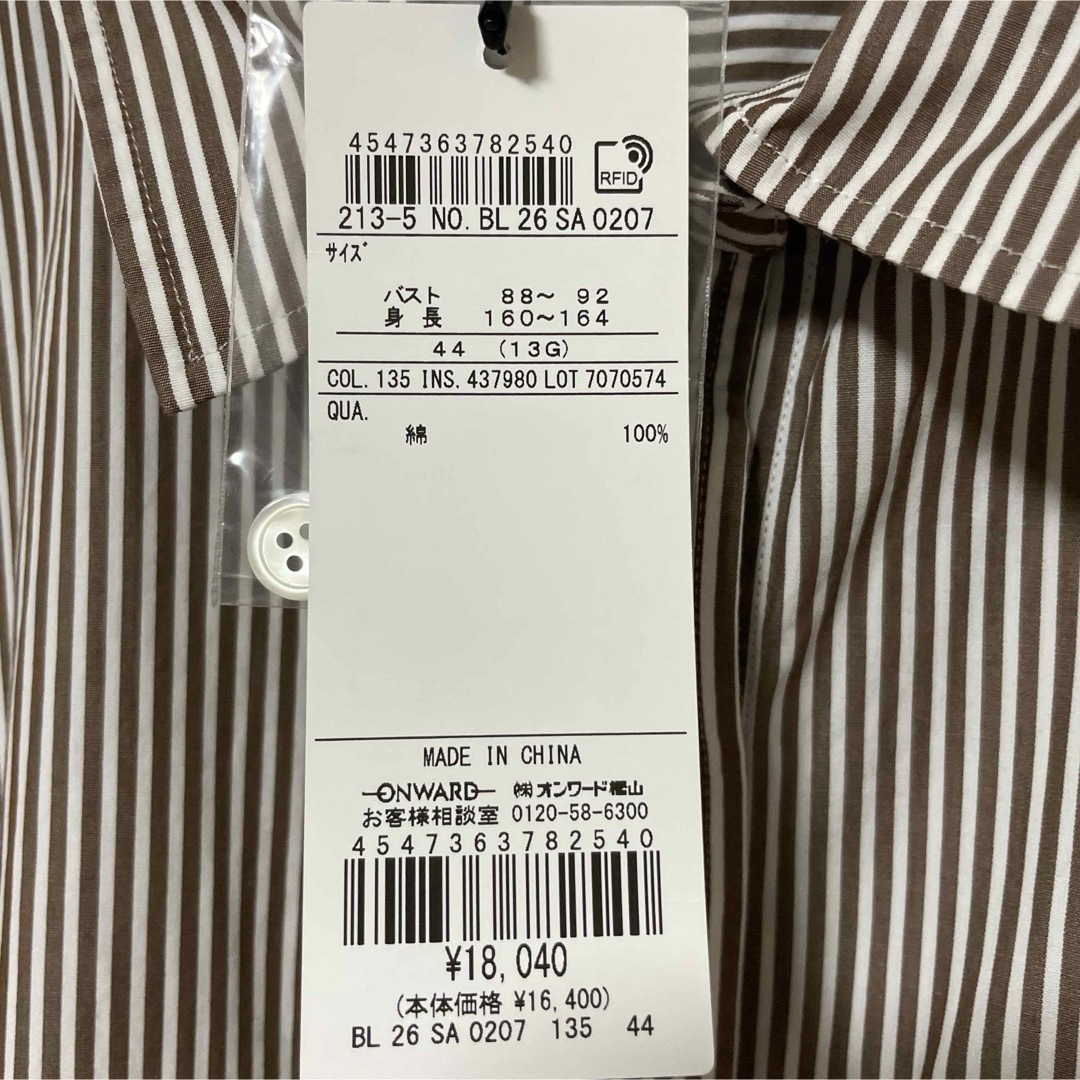 4547363782540
RFID
213-5 NO. BL 26 SA 0207
サイズ
バスト 88～ 92
身 長 160～164
44 (13G)
COL. 135 INS. 437980 LOT 7070574
QUA.
綿 100%
MADE IN CHINA
ONWARD ㈱オンワード樫山
お客様相談室 0120-58-6300
4547363782540
¥18,040
(本体価格 ¥16,400)
BL 26 SA 0207 135 44